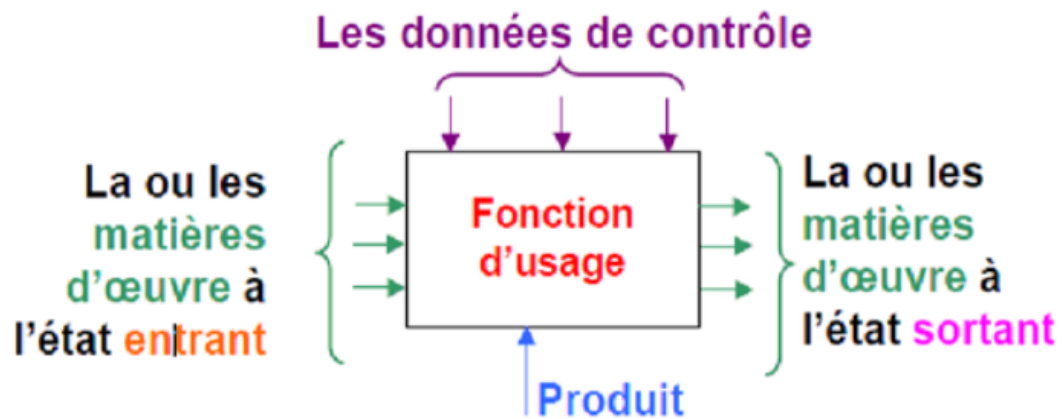 Les données de contrôle
La ou les
matières
d'œuvre à
l'état entrant
Fonction
d'usage
La ou les
matières
d'œuvre à
l'état sortant
Produit